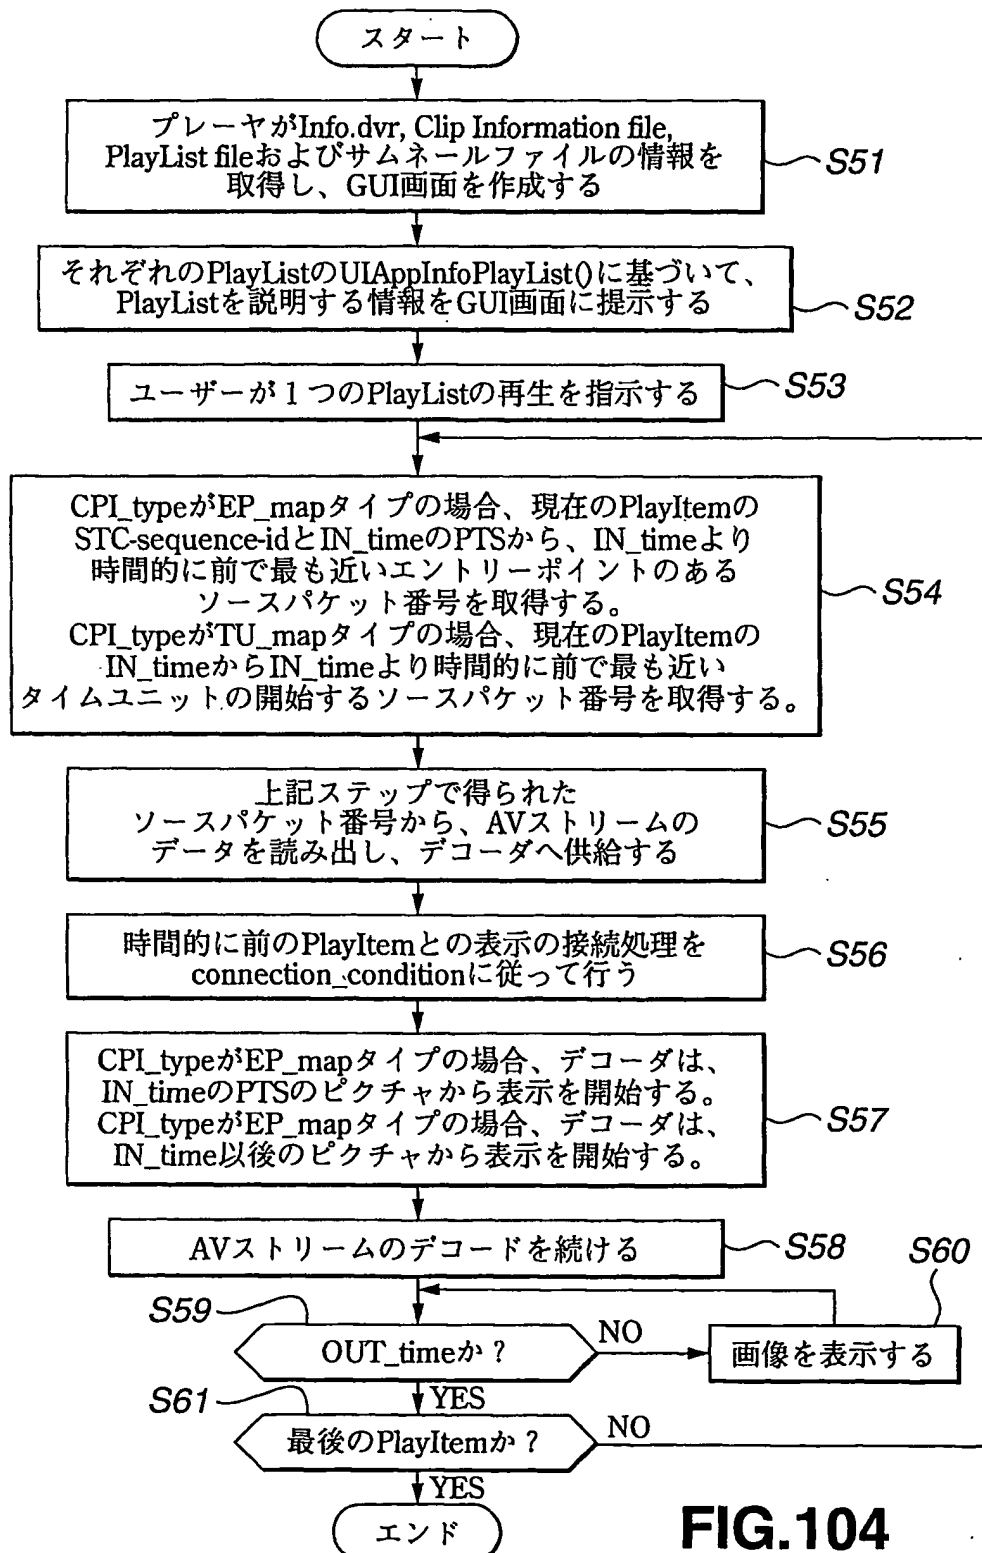 スタート
プレーヤがInfo.dvr, Clip Information file,
PlayList fileおよびサムネールファイルの情報を
取得し、GUI画面を作成する
S51
それぞれのPlayListのUIAppInfoPlayList()に基づいて、
PlayListを説明する情報をGUI画面に提示する
S52
ユーザーが1つのPlayListの再生を指示する
S53
CPI_typeがEP_mapタイプの場合、現在のPlayItemの
STC-sequence-idとIN_timeのPTSから、IN_timeより
時間的に前で最も近いエントリーポイントのある
ソースパケット番号を取得する。
CPI_typeがTU_mapタイプの場合、現在のPlayItemの
IN_timeからIN_timeより時間的に前で最も近い
タイムユニットの開始するソースパケット番号を取得する。
S54
上記ステップで得られた
ソースパケット番号から、AVストリームの
データを読み出し、デコーダへ供給する
S55
時間的に前のPlayItemとの表示の接続処理を
connection_conditionに従って行う
S56
CPI_typeがEP_mapタイプの場合、デコーダは、
IN_timeのPTSのピクチャから表示を開始する。
CPI_typeがEP_mapタイプの場合、デコーダは、
IN_time以後のピクチャから表示を開始する。
S57
AVストリームのデコードを続ける
S58
S59
OUT_timeか?
NO
S60
画像を表示する
YES
S61
最後のPlayItemか?
NO
YES
エンド
FIG.104